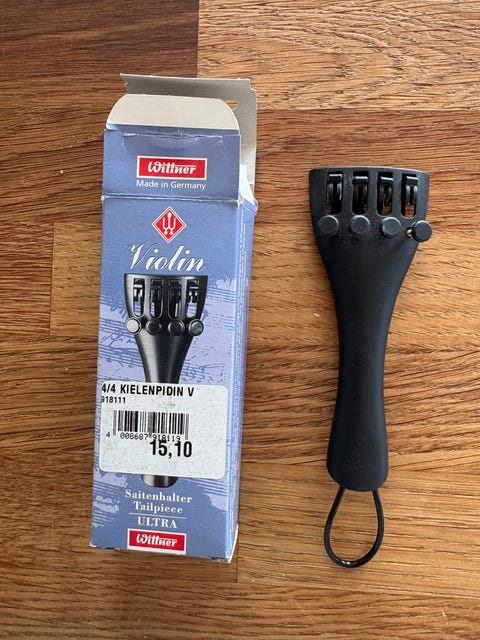 Wittner
Made in Germany
Violin
4/4 KIELENPIDIN V
918111
4 008687 918119
15,10
Saitenhalter
Tailpiece
ULTRA
Wittner